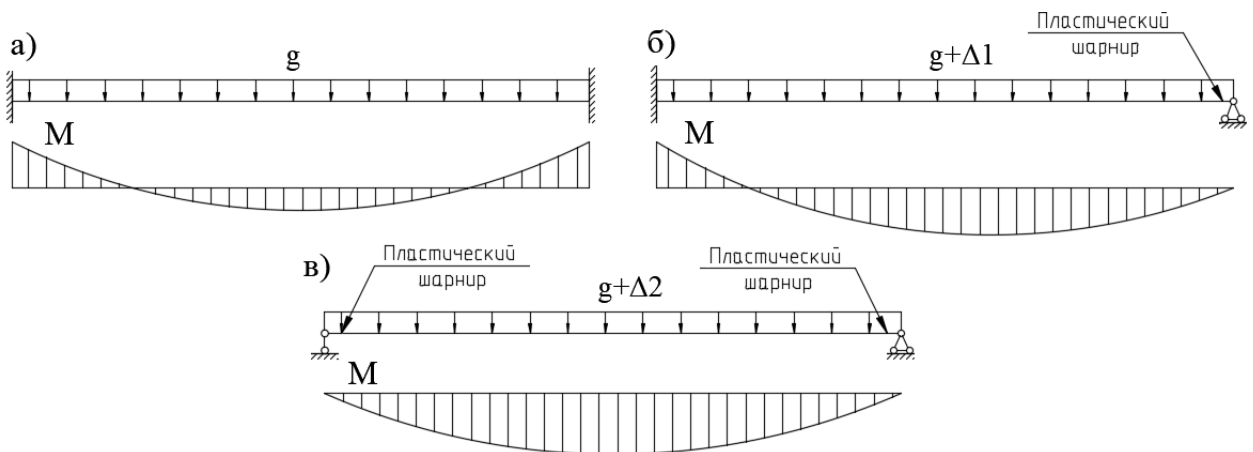 а)
g
M
б)
g+Δ1
Пластический
шарнир
M
в)
Пластический
шарнир
g+Δ2
Пластический
шарнир
M